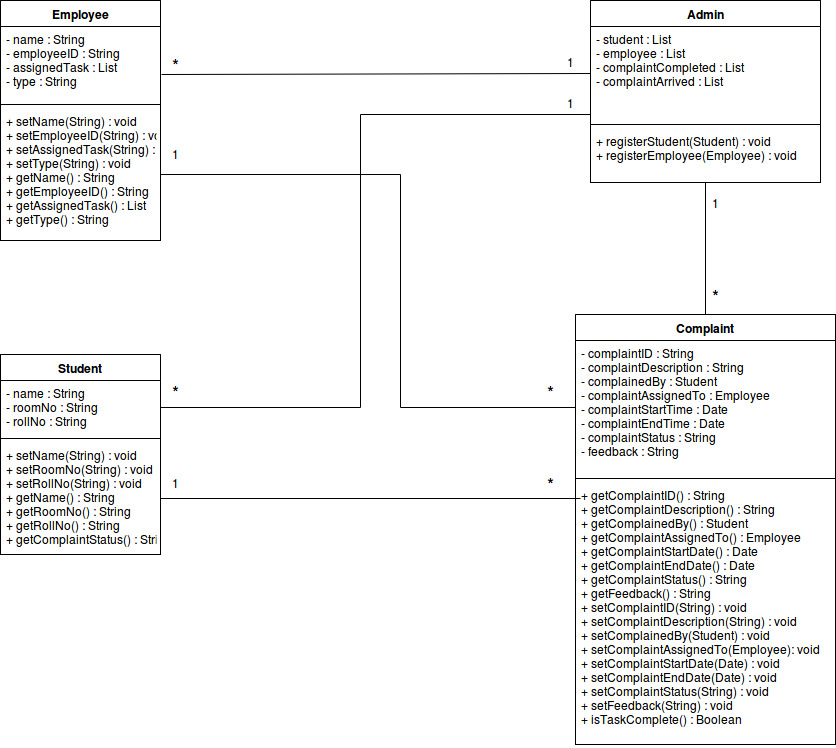 Employee
- name : String
- employeeID : String
- assignedTask : List
- type : String
+ setName(String) : void
+ setEmployeeID(String) : vo
+ setAssignedTask(String) :
+ setType(String) : void
+ getName() : String
+ getEmployeeID() : String
+ getAssignedTask() : List
+ getType() : String
*
1
1
1
Admin
- student : List
- employee : List
- complaintCompleted : List
- complaintArrived : List
+ registerStudent(Student) : void
+ registerEmployee(Employee) : void
1
*
Student
- name : String
- roomNo : String
- rollNo : String
+ setName(String) : void
+ setRoomNo(String) : void
+ setRollNo(String) : void
+ getName() : String
+ getRoomNo() : String
+ getRollNo() : String
+ getComplaintStatus() : Stri
*
*
1
*
Complaint
- complaintID : String
- complaintDescription : String
- complainedBy : Student
- complaintAssignedTo : Employee
- complaintStartTime : Date
- complaintEndTime : Date
- complaintStatus : String
- feedback : String
+ getComplaintID() : String
+ getComplaintDescription() : String
+ getComplainedBy() : Student
+ getComplaintAssignedTo() : Employee
+ getComplaintStartDate() : Date
+ getComplaintEndDate() : Date
+ getComplaintStatus() : String
+ getFeedback() : String
+ setComplaintID(String) : void
+ setComplaintDescription(String) : void
+ setComplainedBy(Student) : void
+ setComplaintAssignedTo(Employee): void
+ setComplaintStartDate(Date) : void
+ setComplaintEndDate(Date) : void
+ setComplaintStatus(String) : void
+ setFeedback(String) : void
+ isTaskComplete() : Boolean